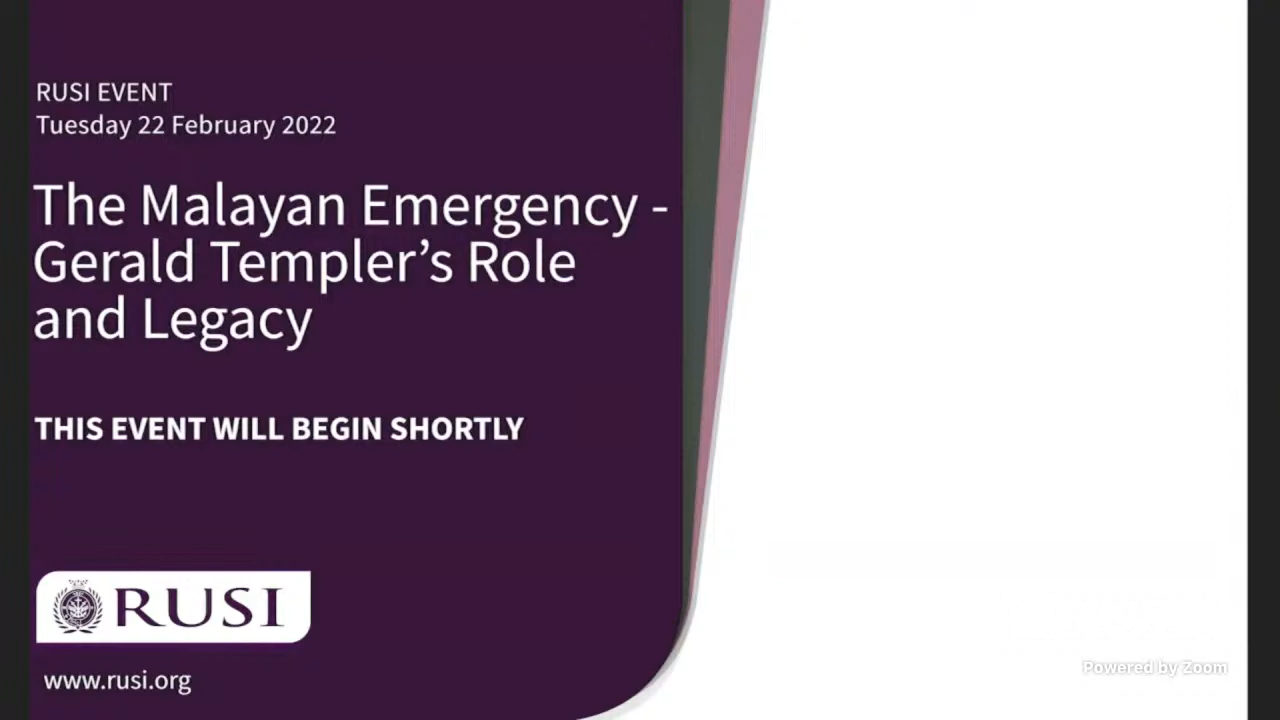 RUSI EVENT
Tuesday 22 February 2022
The Malayan Emergency -
Gerald Templer’s Role
and Legacy
THIS EVENT WILL BEGIN SHORTLY
RUSI
www.rusi.org
Powered by Zoom